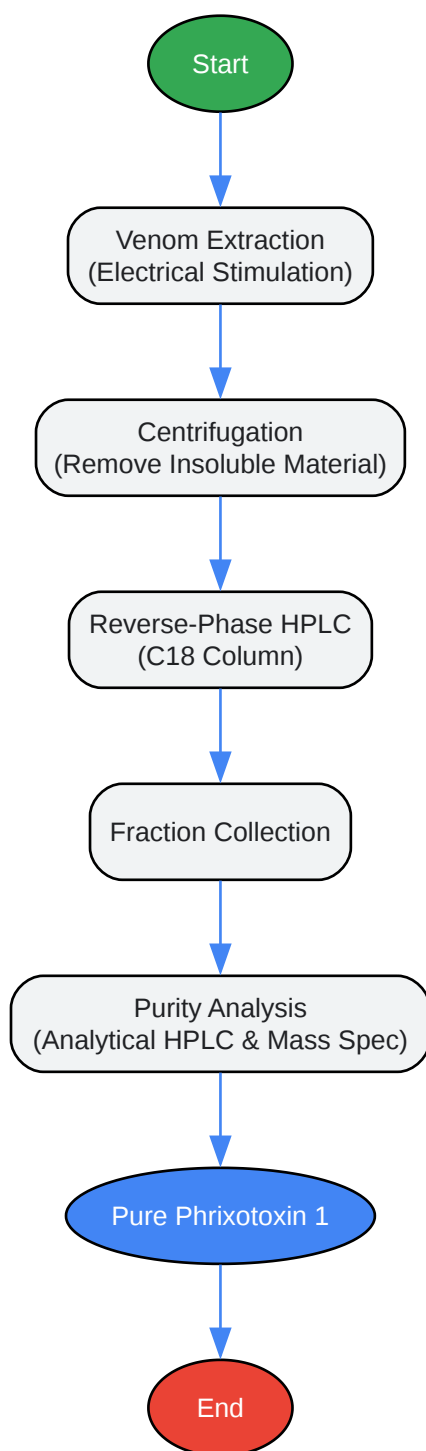 Start
Venom Extraction
(Electrical Stimulation)
Centrifugation
(Remove Insoluble Material)
Reverse-Phase HPLC
(C18 Column)
Fraction Collection
Purity Analysis
(Analytical HPLC & Mass Spec)
Pure Phrixotoxin 1
End